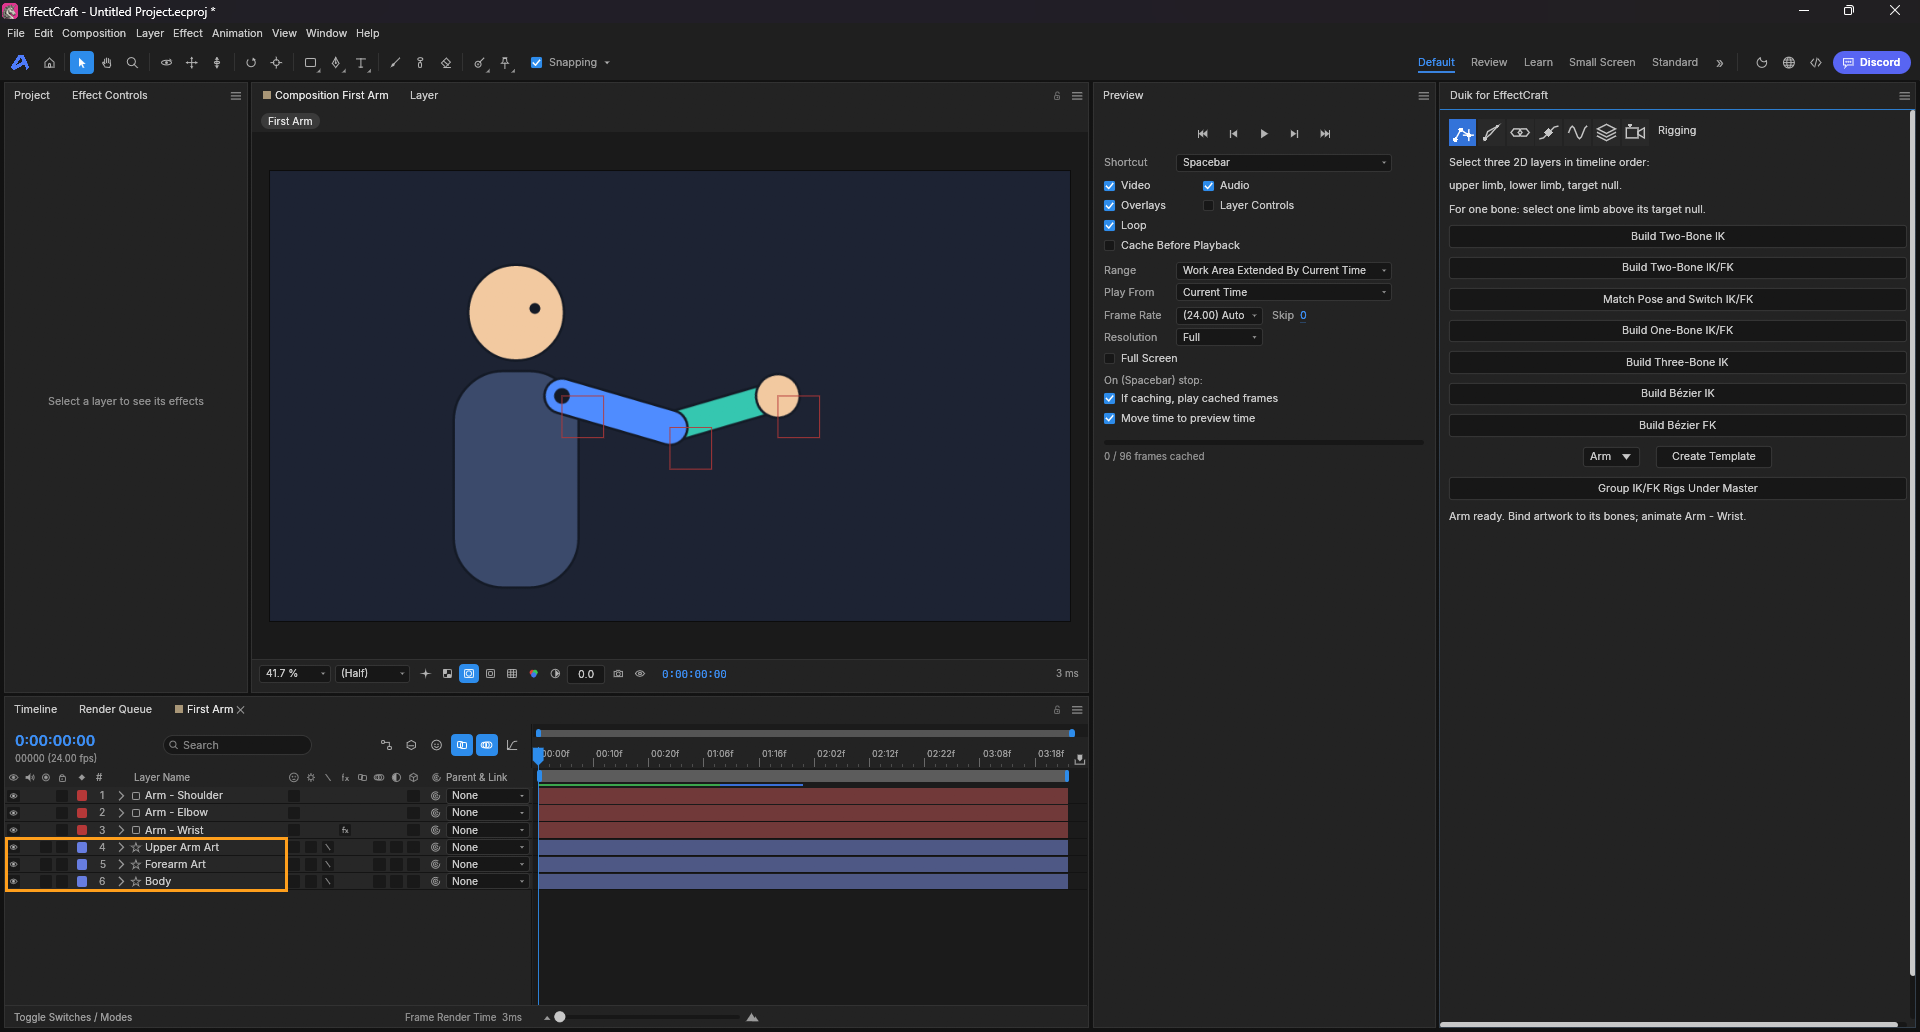 EffectCraft - Untitled Project.ecproj *
File Edit Composition Layer Effect Animation View Window Help
Snapping
Default Review Learn Small Screen Standard » Discord
Project Effect Controls
Select a layer to see its effects
Composition First Arm Layer
First Arm
41.7 % (Half) 0.0 0:00:00:00 3 ms
Preview
Shortcut Spacebar
Video Audio
Overlays Layer Controls
Loop
Cache Before Playback
Range Work Area Extended By Current Time
Play From Current Time
Frame Rate (24.00) Auto Skip 0
Resolution Full
Full Screen
On (Spacebar) stop:
If caching, play cached frames
Move time to preview time
0 / 96 frames cached
Duik for EffectCraft
Rigging
Select three 2D layers in timeline order:
upper limb, lower limb, target null.
For one bone: select one limb above its target null.
Build Two-Bone IK
Build Two-Bone IK/FK
Match Pose and Switch IK/FK
Build One-Bone IK/FK
Build Three-Bone IK
Build Bézier IK
Build Bézier FK
Arm Create Template
Group IK/FK Rigs Under Master
Arm ready. Bind artwork to its bones; animate Arm - Wrist.
Timeline Render Queue First Arm
0:00:00:00
00000 (24.00 fps)
Search
00:00f 00:10f 00:20f 01:06f 01:16f 02:02f 02:12f 02:22f 03:08f 03:18f
# Layer Name fx Parent & Link
1 Arm - Shoulder None
2 Arm - Elbow None
3 Arm - Wrist fx None
4 Upper Arm Art None
5 Forearm Art None
6 Body None
Toggle Switches / Modes Frame Render Time 3ms